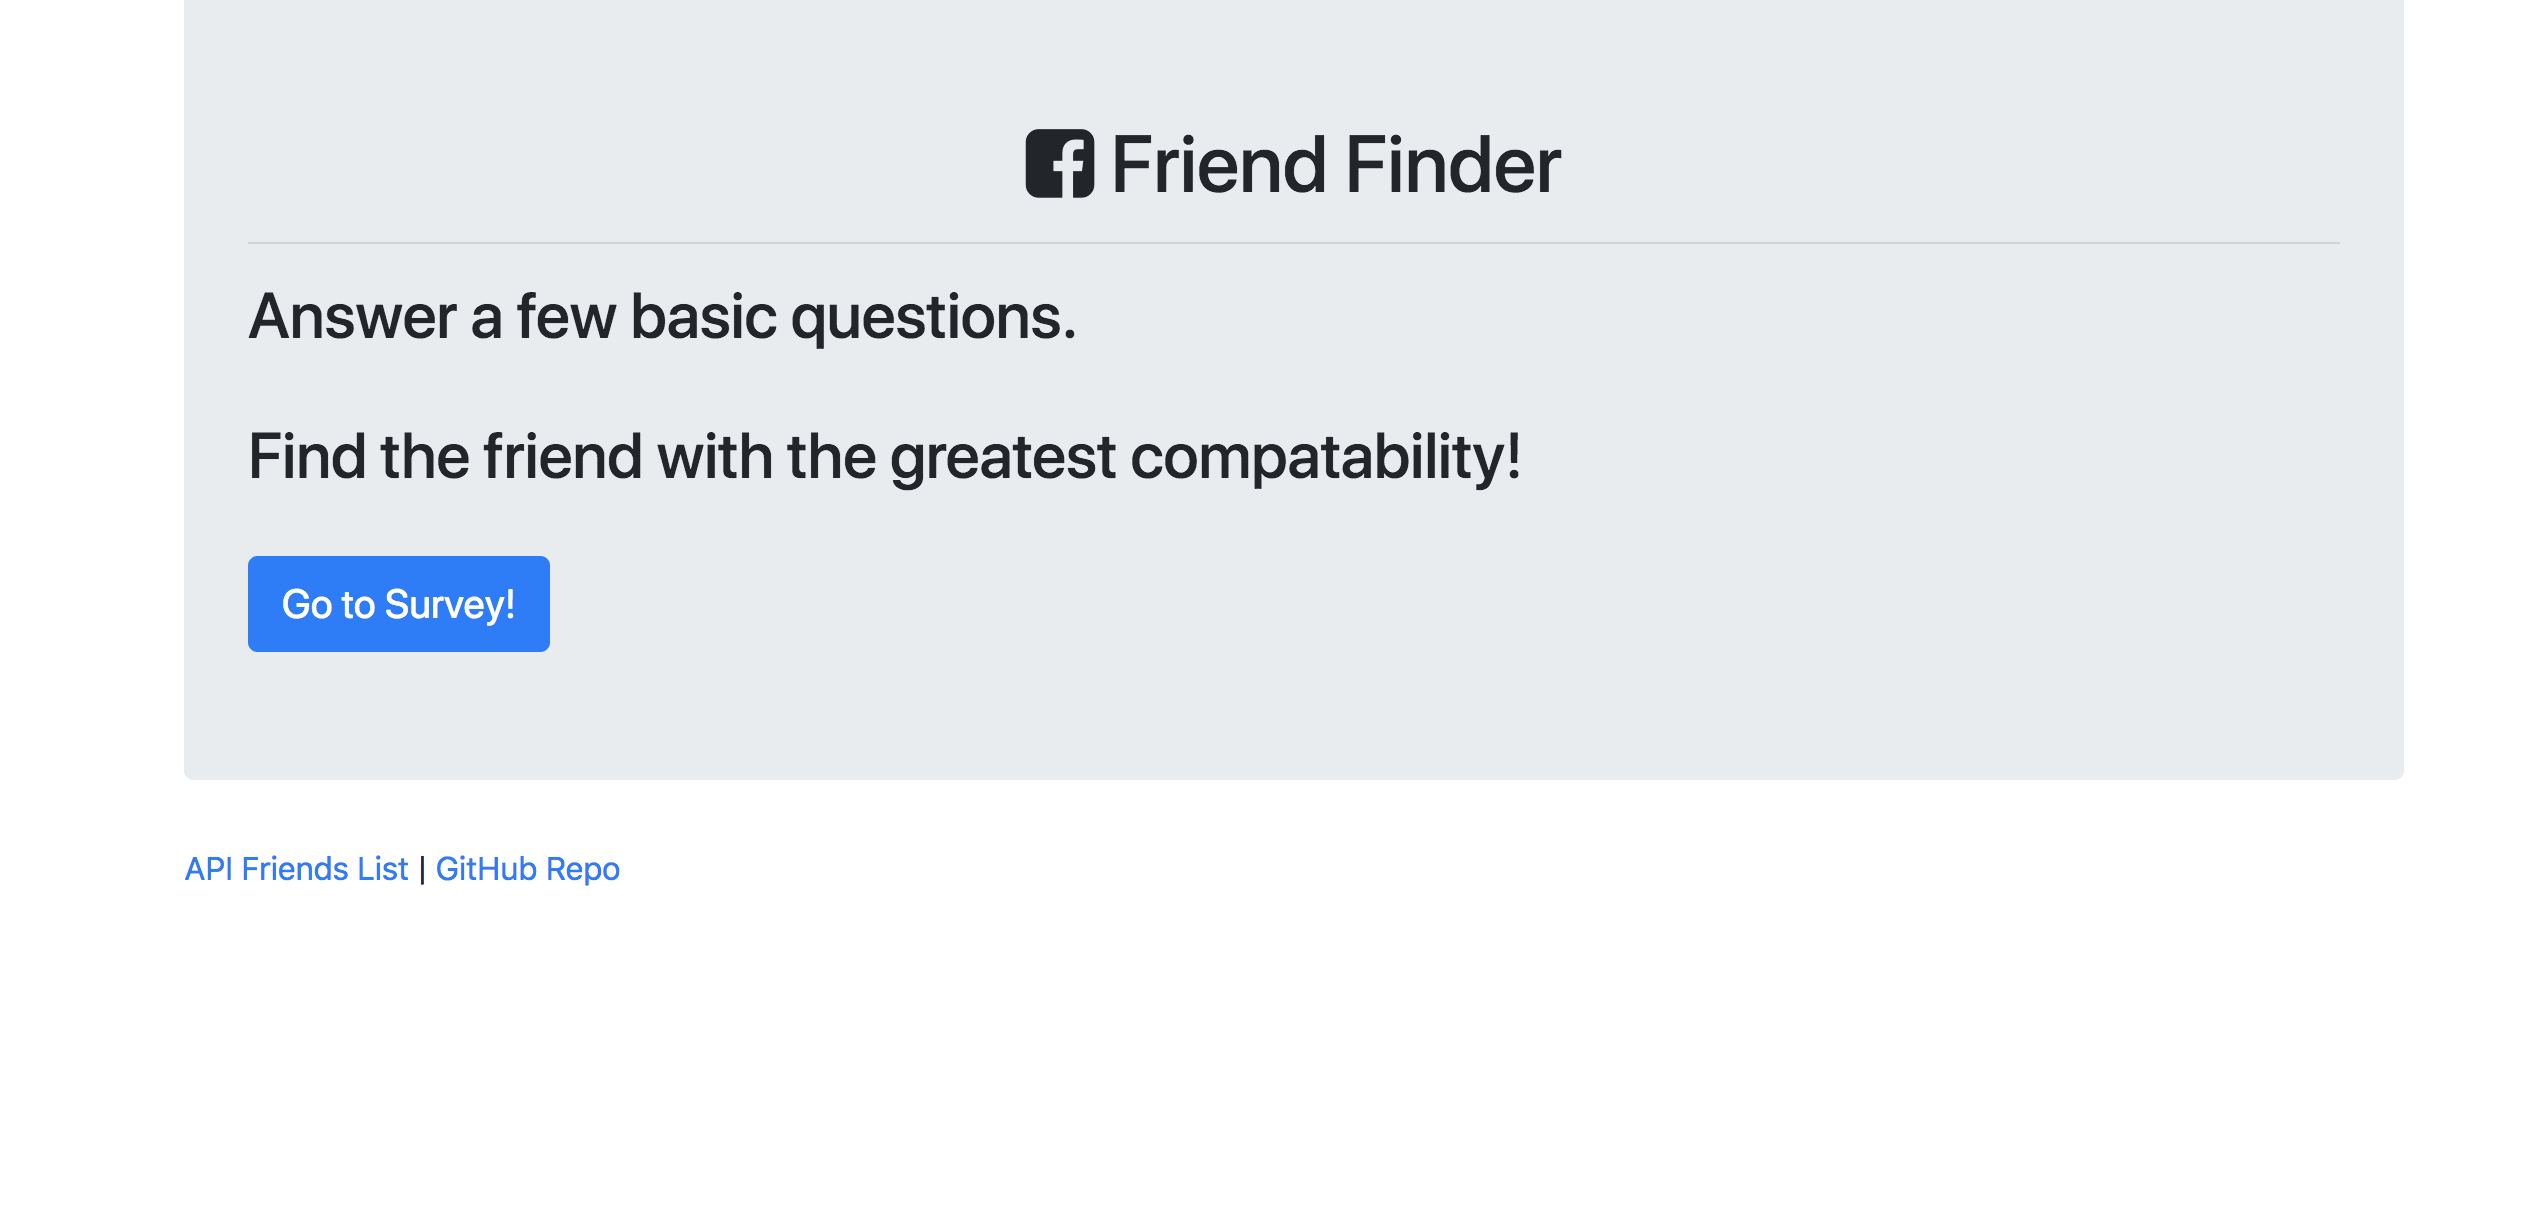 Friend Finder
Answer a few basic questions.
Find the friend with the greatest compatability!
Go to Survey!
API Friends List | GitHub Repo